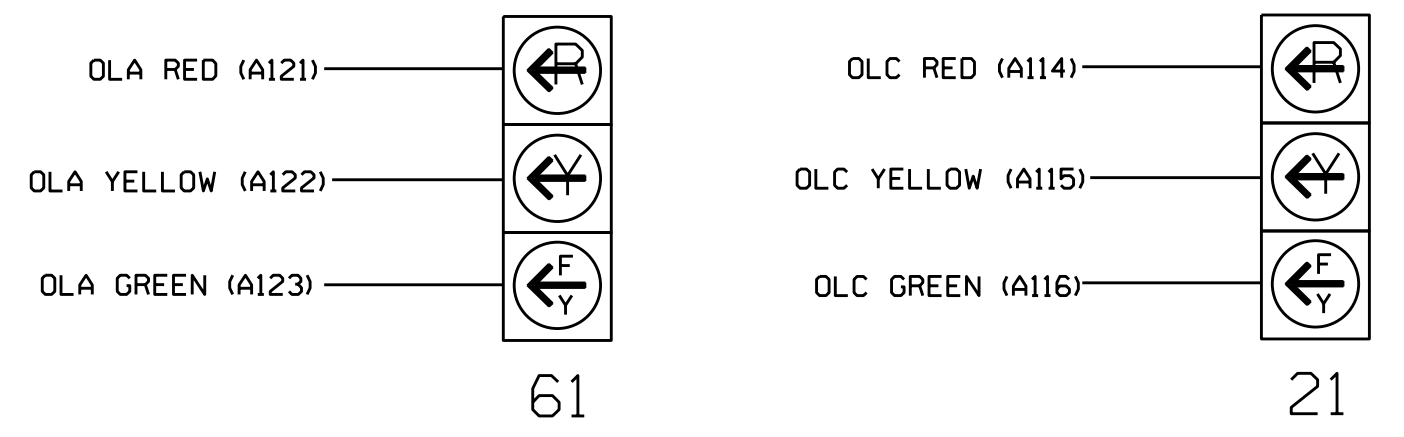 OLA RED (A121)
R
OLA YELLOW (A122)
Y
OLA GREEN (A123)
F
Y
61
OLC RED (A114)
R
OLC YELLOW (A115)
Y
OLC GREEN (A116)
F
Y
21